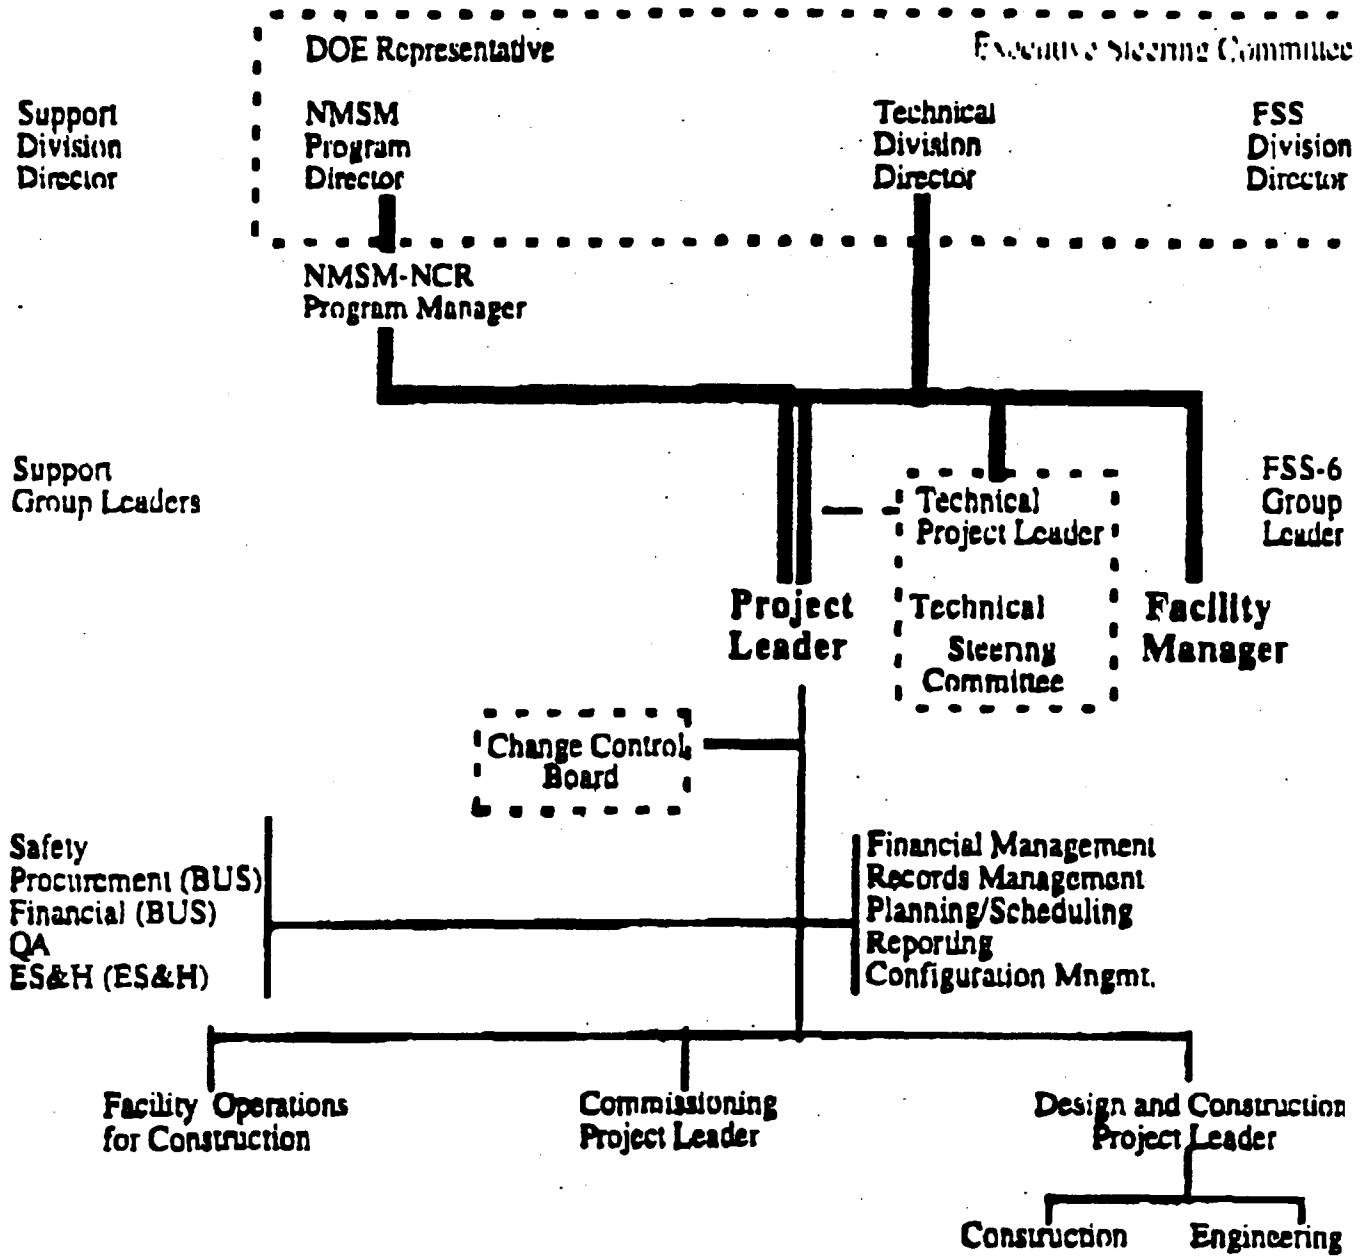 DOE Representative
Executive Steering Committee
Support
Division
Director
NMSM
Program
Director
Technical
Division
Director
FSS
Division
Director
NMSM-NCR
Program Manager
Support
Group Leaders
Technical
Project Leader
FSS-6
Group
Leader
Project
Leader
Technical
Steering
Committee
Facility
Manager
Change Control
Board
Safety
Procurement (BUS)
Financial (BUS)
QA
ES&H (ES&H)
Financial Management
Records Management
Planning/Scheduling
Reporting
Configuration Mngmt.
Facility Operations
for Construction
Commissioning
Project Leader
Design and Construction
Project Leader
Construction
Engineering